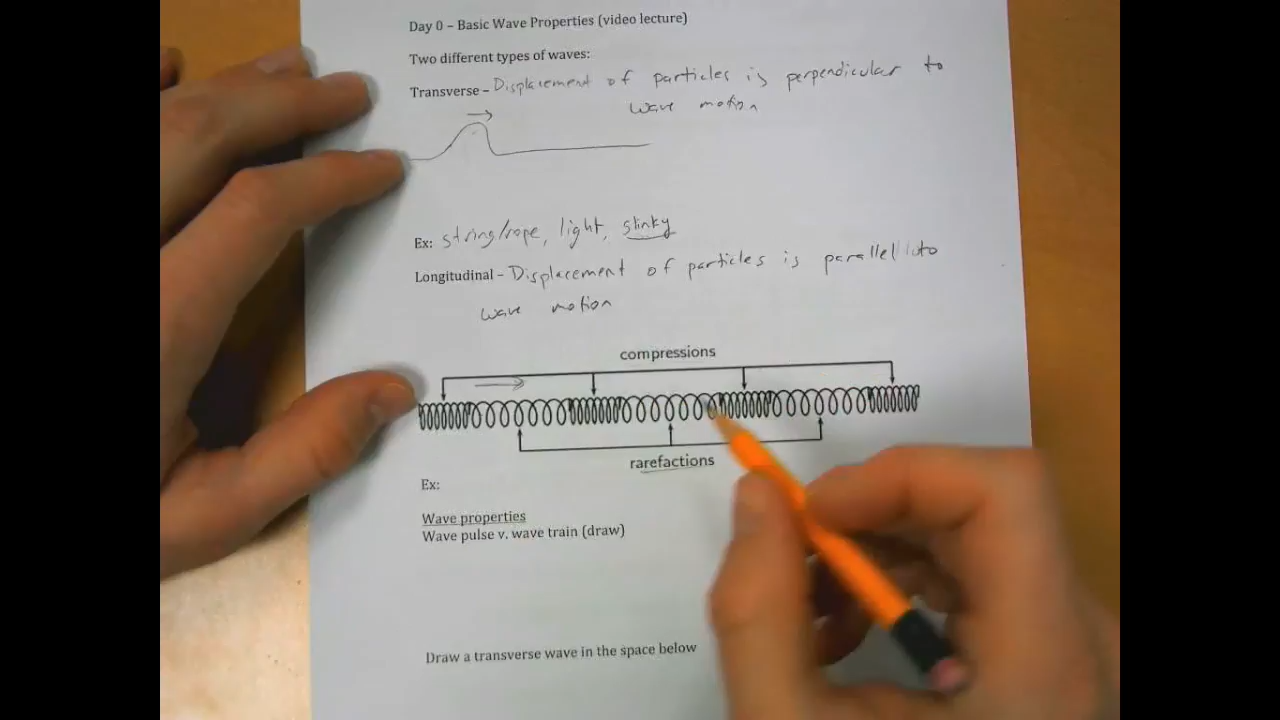 Day 0 – Basic Wave Properties (video lecture)
Two different types of waves:
Transverse – Displacement of particles is perpendicular to
wave motion
Ex: string/rope, light, slinky
Longitudinal – Displacement of particles is parallel to
wave motion
compressions
rarefactions
Ex:
Wave properties
Wave pulse v. wave train (draw)
Draw a transverse wave in the space below